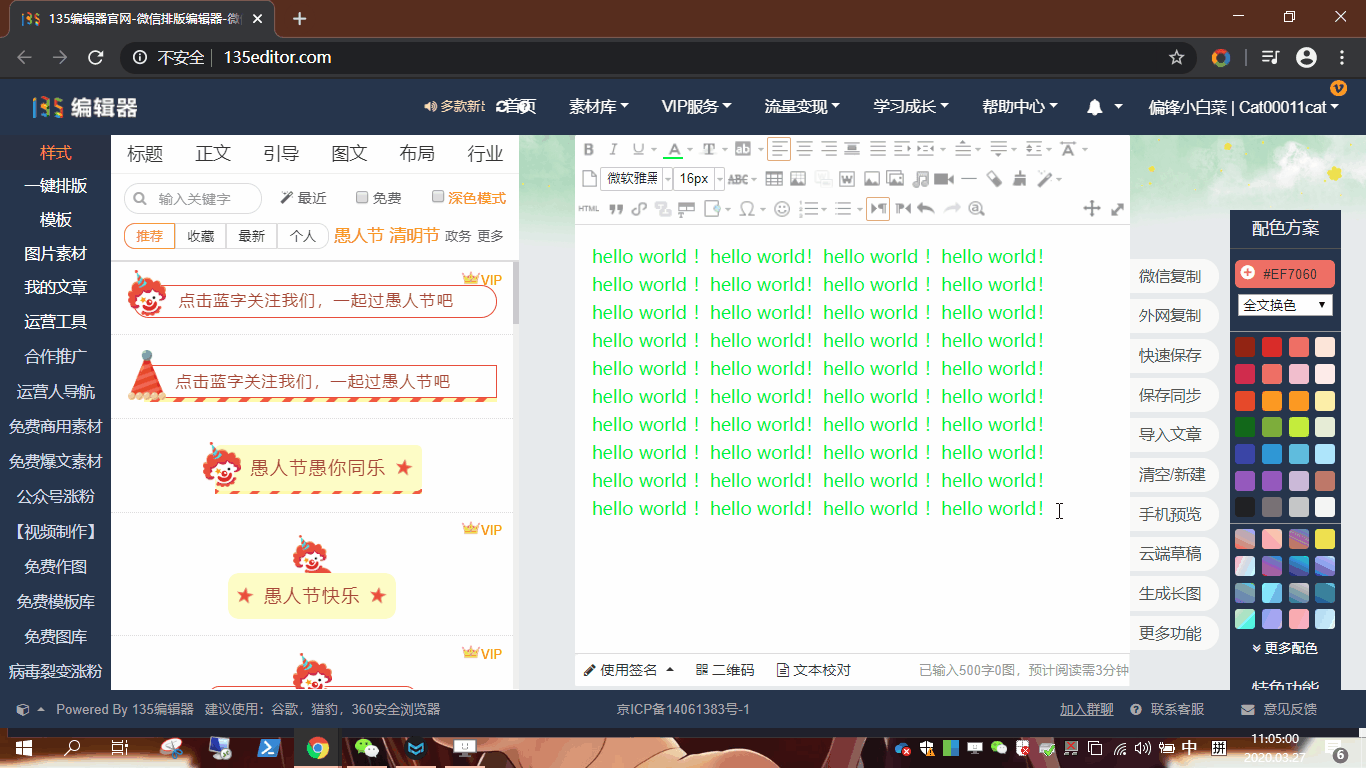 135编辑器官网-微信排版编辑器-微
不安全 135editor.com
135 编辑器
多款新 首页 素材库 VIP服务 流量变现 学习成长 帮助中心 偏锋小白菜 | Cat00011cat
样式
一键排版
模板
图片素材
我的文章
运营工具
合作推广
运营人导航
免费商用素材
免费爆文素材
公众号涨粉
【视频制作】
免费作图
免费模板库
免费图库
病毒裂变涨粉
标题 正文 引导 图文 布局 行业
输入关键字 最近 免费 深色模式
推荐 收藏 最新 个人 愚人节 清明节 政务 更多
VIP
点击蓝字关注我们，一起过愚人节吧
点击蓝字关注我们，一起过愚人节吧
愚人节愚你同乐
VIP
愚人节快乐
VIP
B I U A T ab A
微软雅黑 16px ABC W
HTML
hello world！hello world！hello world！hello world！
hello world！hello world！hello world！hello world！
hello world！hello world！hello world！hello world！
hello world！hello world！hello world！hello world！
hello world！hello world！hello world！hello world！
hello world！hello world！hello world！hello world！
hello world！hello world！hello world！hello world！
hello world！hello world！hello world！hello world！
hello world！hello world！hello world！hello world！
hello world！hello world！hello world！hello world！
使用签名 二维码 文本校对 已输入500字0图，预计阅读需3分钟
微信复制
外网复制
快速保存
保存同步
导入文章
清空/新建
手机预览
云端草稿
生成长图
更多功能
配色方案
#EF7060
全文换色
更多配色
特色功能
Powered By 135编辑器 建议使用：谷歌，猎豹，360安全浏览器 京ICP备14061383号-1 加入群聊 联系客服 意见反馈
中 拼 11:05:00
2020.03.27 6